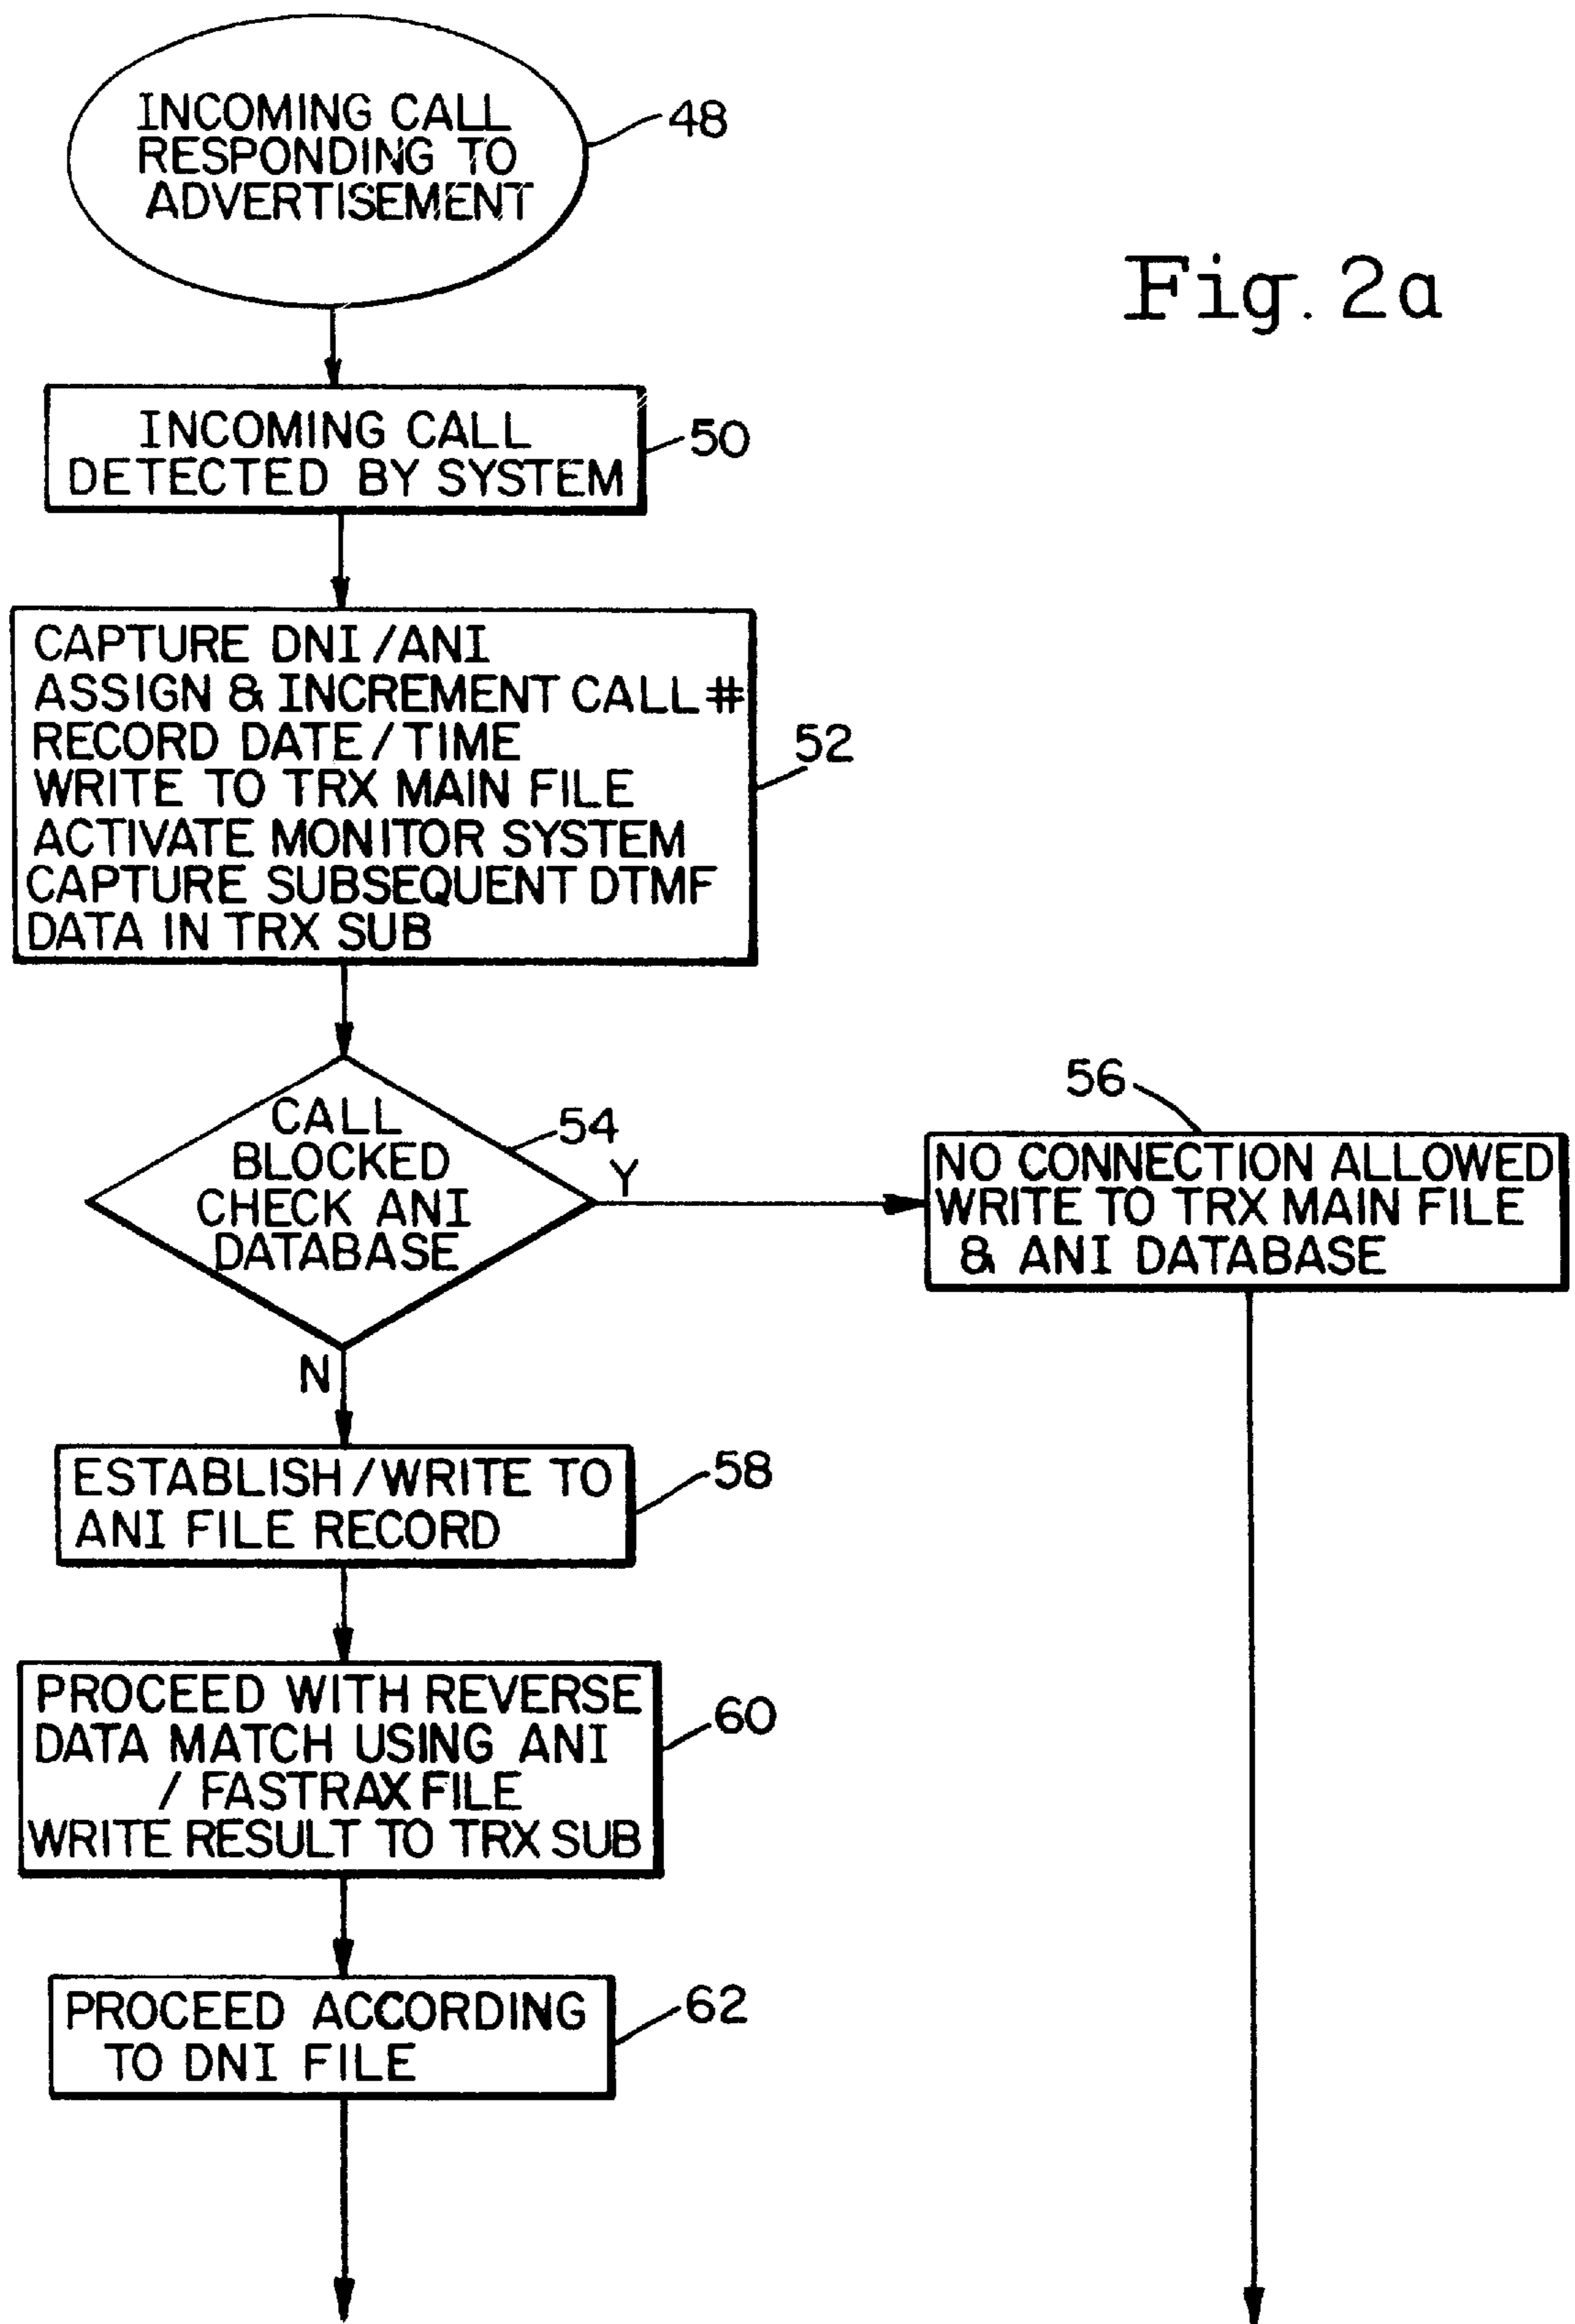 INCOMING CALL
RESPONDING TO
ADVERTISEMENT
48
Fig. 2a
INCOMING CALL
DETECTED BY SYSTEM
50
CAPTURE DNI/ANI
ASSIGN & INCREMENT CALL #
RECORD DATE/TIME
WRITE TO TRX MAIN FILE
ACTIVATE MONITOR SYSTEM
CAPTURE SUBSEQUENT DTMF
DATA IN TRX SUB
52
CALL
BLOCKED
CHECK ANI
DATABASE
54
Y
56
NO CONNECTION ALLOWED
WRITE TO TRX MAIN FILE
& ANI DATABASE
N
ESTABLISH/WRITE TO
ANI FILE RECORD
58
PROCEED WITH REVERSE
DATA MATCH USING ANI
/ FASTRAX FILE
WRITE RESULT TO TRX SUB
60
PROCEED ACCORDING
TO DNI FILE
62